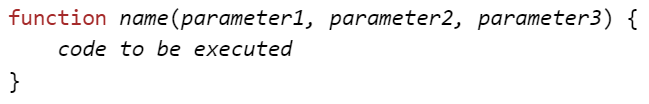 function name(parameter1, parameter2, parameter3) {
code to be executed
}